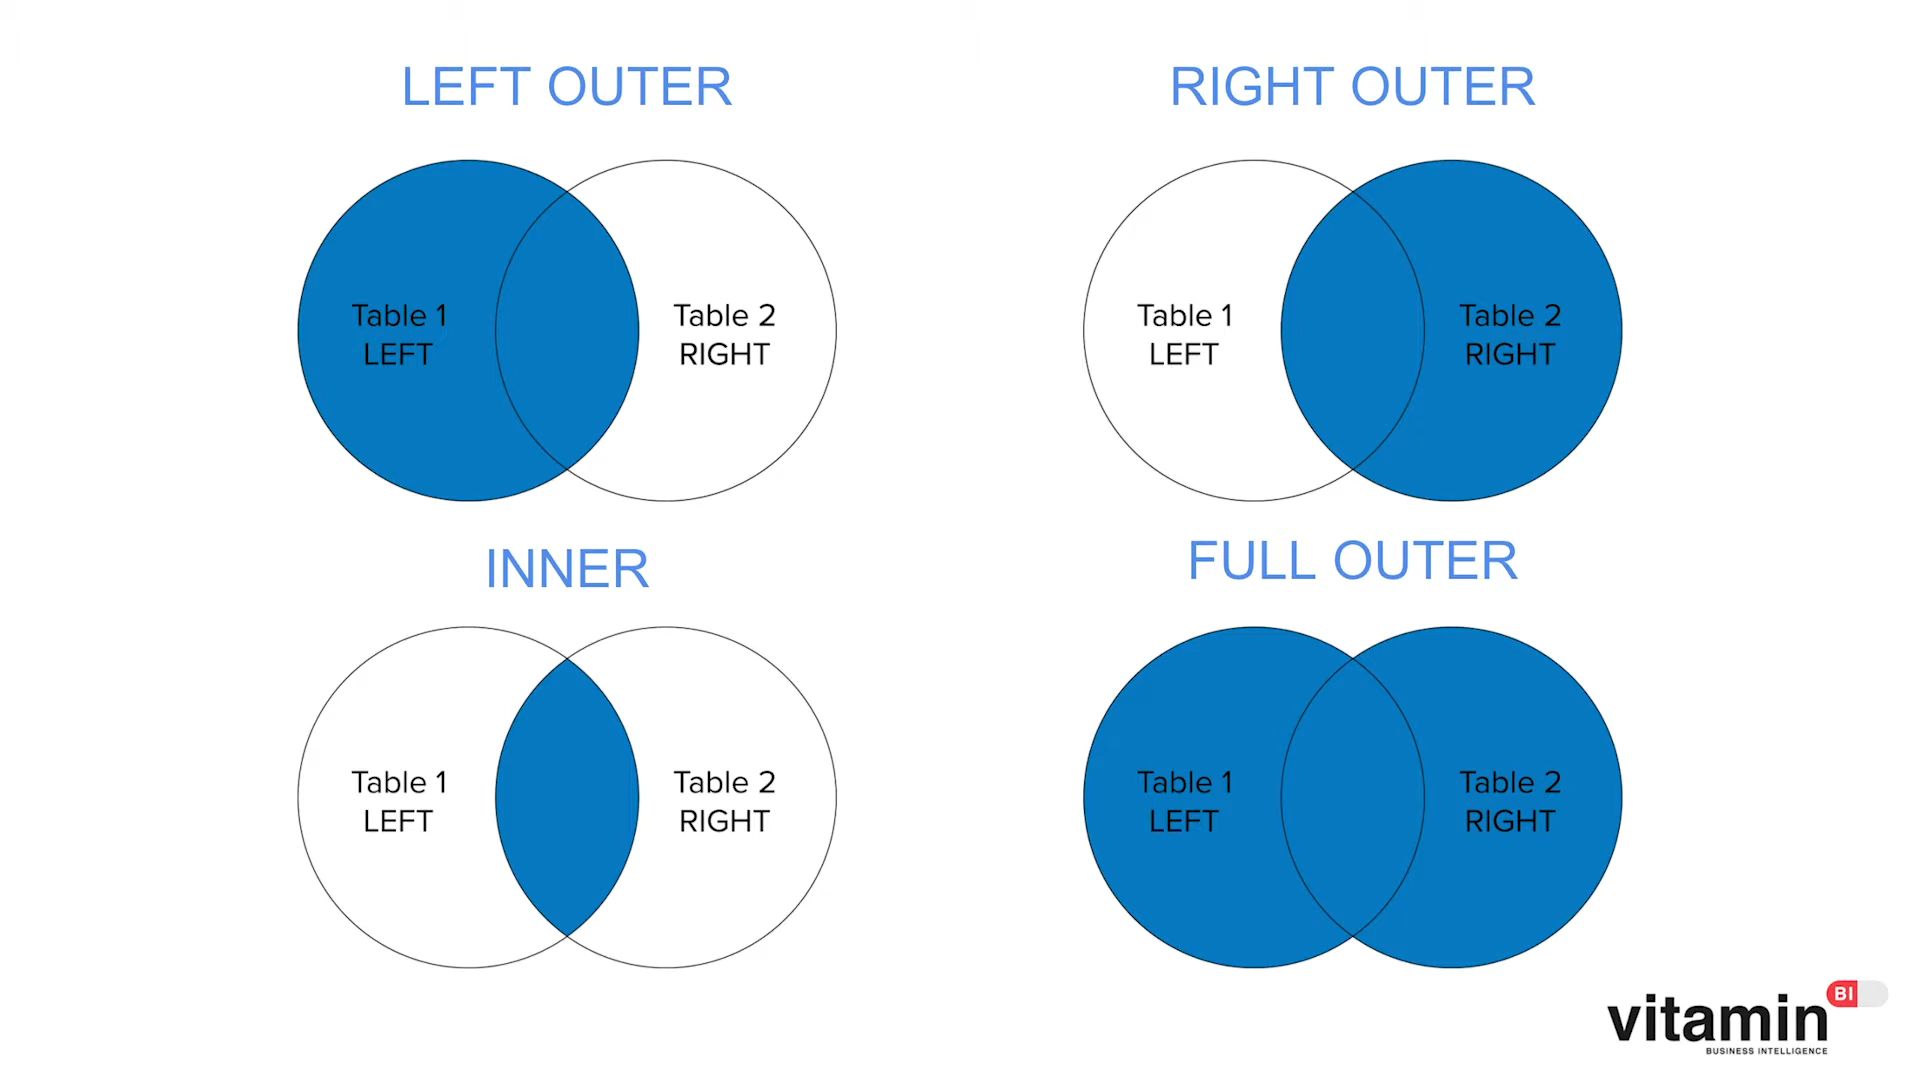 LEFT OUTER
RIGHT OUTER
Table 1
LEFT
Table 2
RIGHT
Table 1
LEFT
Table 2
RIGHT
INNER
FULL OUTER
Table 1
LEFT
Table 2
RIGHT
Table 1
LEFT
Table 2
RIGHT
vitamin BI
BUSINESS INTELLIGENCE